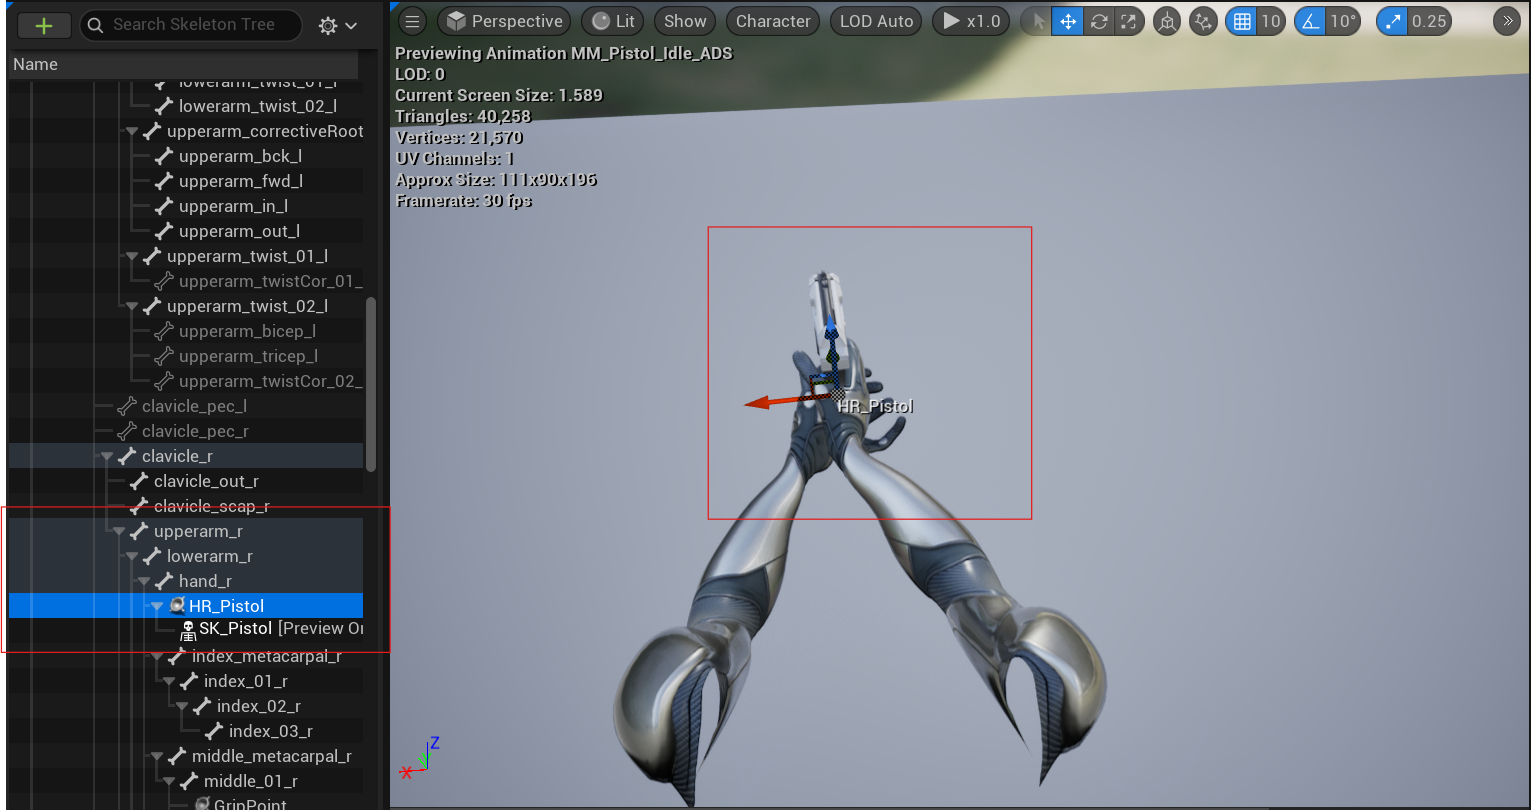 Search Skeleton Tree
Name
lowerarm_twist_01_l
lowerarm_twist_02_l
upperarm_correctiveRoot
upperarm_bck_l
upperarm_fwd_l
upperarm_in_l
upperarm_out_l
upperarm_twist_01_l
upperarm_twistCor_01_
upperarm_twist_02_l
upperarm_bicep_l
upperarm_tricep_l
upperarm_twistCor_02_
clavicle_pec_l
clavicle_pec_r
clavicle_r
clavicle_out_r
clavicle_scap_r
upperarm_r
lowerarm_r
hand_r
HR_Pistol
SK_Pistol [Preview Or
index_metacarpal_r
index_01_r
index_02_r
index_03_r
middle_metacarpal_r
middle_01_r
GripPoint
Perspective Lit Show Character LOD Auto x1.0 10 10° 0.25
Previewing Animation MM_Pistol_Idle_ADS
LOD: 0
Current Screen Size: 1.589
Triangles: 40,258
Vertices: 21,570
UV Channels: 1
Approx Size: 111x90x196
Framerate: 30 fps
HR_Pistol
Z
X